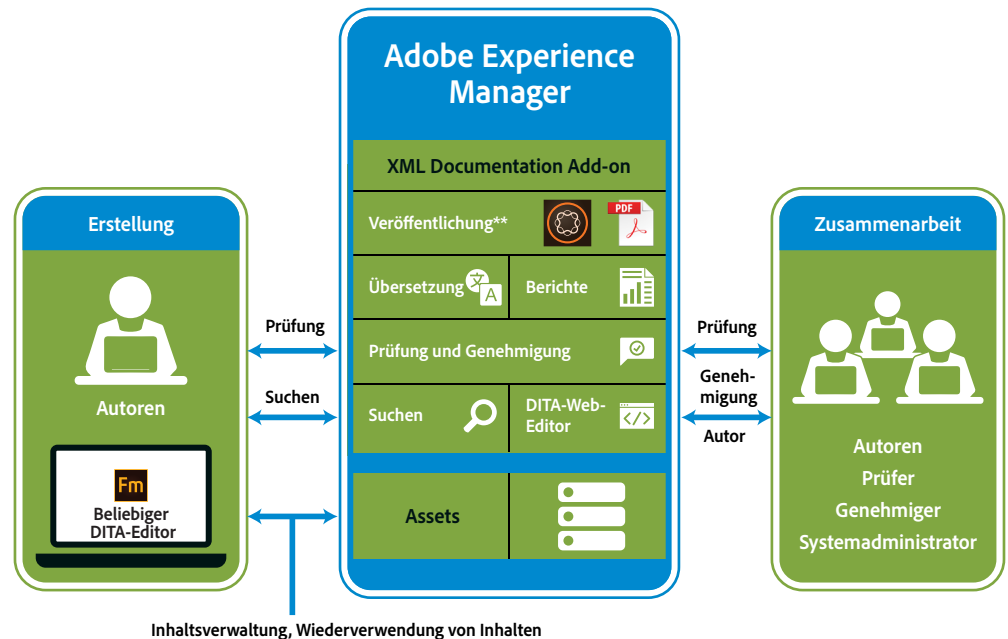 Adobe Experience
Manager
XML Documentation Add-on
Veröffentlichung**
PDF
Übersetzung
文
A
Berichte
Prüfung und Genehmigung
Suchen
DITA-Web-
Editor
</>
Assets
Erstellung
Autoren
Fm
Beliebiger
DITA-Editor
Prüfung
Suchen
Inhaltsverwaltung, Wiederverwendung von Inhalten
Prüfung
Geneh-
migung
Autor
Zusammenarbeit
Autoren
Prüfer
Genehmiger
Systemadministrator